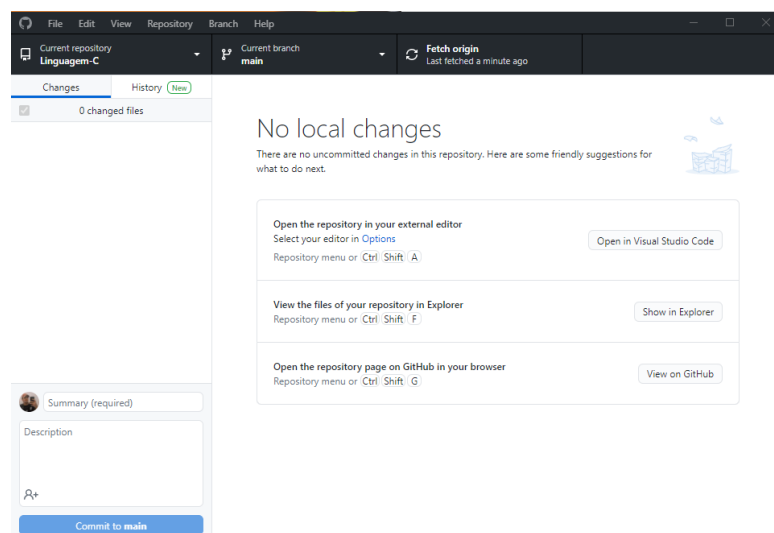 File Edit View Repository Branch Help
Current repository
Linguagem-C
Current branch
main
Fetch origin
Last fetched a minute ago
Changes History New
0 changed files
No local changes
There are no uncommitted changes in this repository. Here are some friendly suggestions for
what to do next.
Open the repository in your external editor
Select your editor in Options
Repository menu or Ctrl Shift A
Open in Visual Studio Code
View the files of your repository in Explorer
Repository menu or Ctrl Shift F
Show in Explorer
Open the repository page on GitHub in your browser
Repository menu or Ctrl Shift G
View on GitHub
Summary (required)
Description
Commit to main